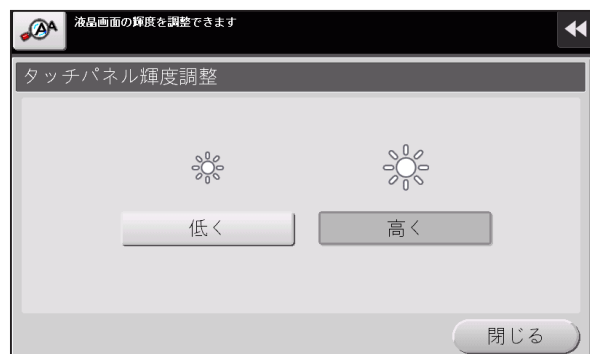 液晶画面の輝度を調整できます
タッチパネル輝度調整
低く
高く
閉じる